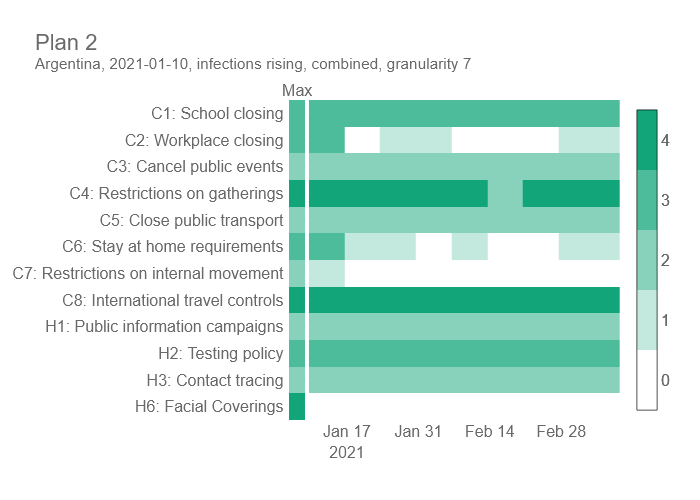 Plan 2
Argentina, 2021-01-10, infections rising, combined, granularity 7
Max
C1: School closing
C2: Workplace closing
C3: Cancel public events
C4: Restrictions on gatherings
C5: Close public transport
C6: Stay at home requirements
C7: Restrictions on internal movement
C8: International travel controls
H1: Public information campaigns
H2: Testing policy
H3: Contact tracing
H6: Facial Coverings
4
3
2
1
0
Jan 17 Jan 31 Feb 14 Feb 28
2021